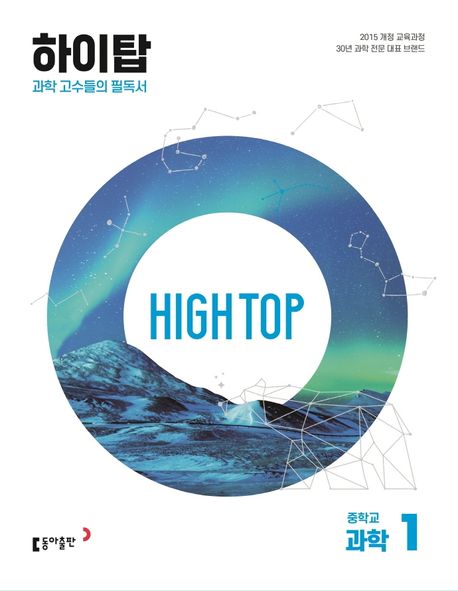 하이탑
과학 고수들의 필독서
2015 개정 교육과정
30년 과학 전문 대표 브랜드
HIGH TOP
중학교
과학 1
동아출판